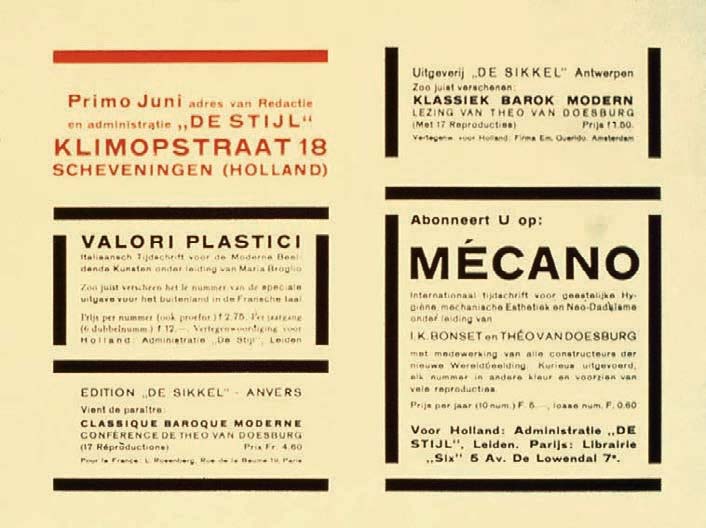 Primo Juni adres van Redactie
en administratie „DE STIJL“
KLIMOPSTRAAT 18
SCHEVENINGEN (HOLLAND)
VALORI PLASTICI
Italiaansch Tijdschrift voor de Moderne Beel-
dende Kunsten onder leiding van Maria Broglio
Zoo juist verscheen het 1e nummer van de speciale
uitgave voor het buitenland in de Fransche taal
Prijs per nummer (ook proefnr.) f 2,75. Per jaargang
(6 dubbelnumm.) f 12,—. Vertegenwoordiging voor
Holland: Administratie „De Stijl“, Leiden
EDITION „DE SIKKEL“ - ANVERS
Vient de paraître:
CLASSIQUE BAROQUE MODERNE
CONFÉRENCE DE THEO VAN DOESBURG
(17 Réproductions) Prix Fr. 4.60
Pour la France: L. Rosenberg, Rue de la Baume 19, Paris
Uitgeverij „DE SIKKEL“ Antwerpen
Zoo juist verschenen:
KLASSIEK BAROK MODERN
LEZING VAN THEO VAN DOESBURG
(Met 17 Reproducties) Prijs f 1.50.
Vertegenw. voor Holland: Firma Em. Querido, Amsterdam
Abonneert U op:
MÉCANO
Internationaal tijdschrift voor geestelijke Hy-
giëne, mechanische Esthetiek en Neo-Dadaïsme
onder leiding van
I.K. BONSET en THÉO VAN DOESBURG
met medewerking van alle constructeurs der
nieuwe Wereldbeelding. Kurieus uitgevoerd,
elk nummer in andere kleur en voorzien van
vele reproducties.
Prijs per jaar (10 num.) F. 5.—, losse num. F. 0.60
Voor Holland: Administratie „DE
STIJL“, Leiden. Parijs: Librairie
„Six“ 5 Av. De Lowendal 7e.